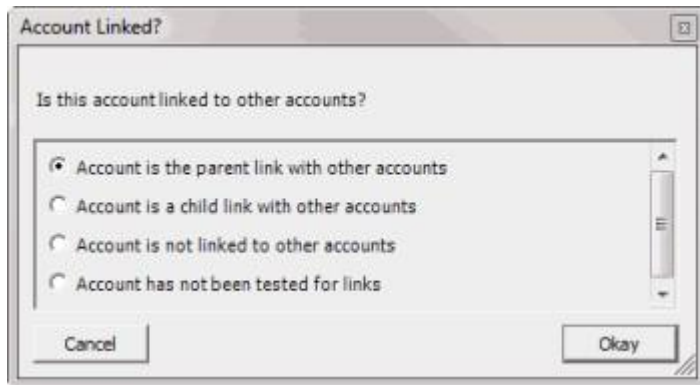 Account Linked?
Is this account linked to other accounts?
Account is the parent link with other accounts
Account is a child link with other accounts
Account is not linked to other accounts
Account has not been tested for links
Cancel
Okay